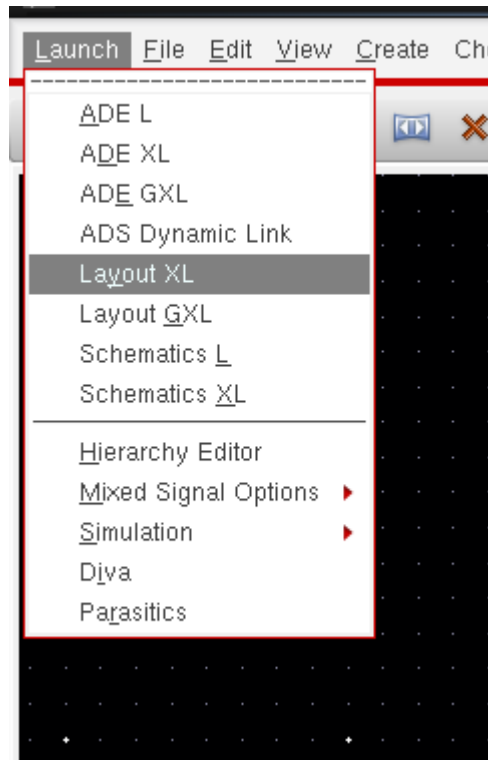 Launch File Edit View Create Ch
ADE L
ADE XL
ADE GXL
ADS Dynamic Link
Layout XL
Layout GXL
Schematics L
Schematics XL
Hierarchy Editor
Mixed Signal Options
Simulation
Diva
Parasitics